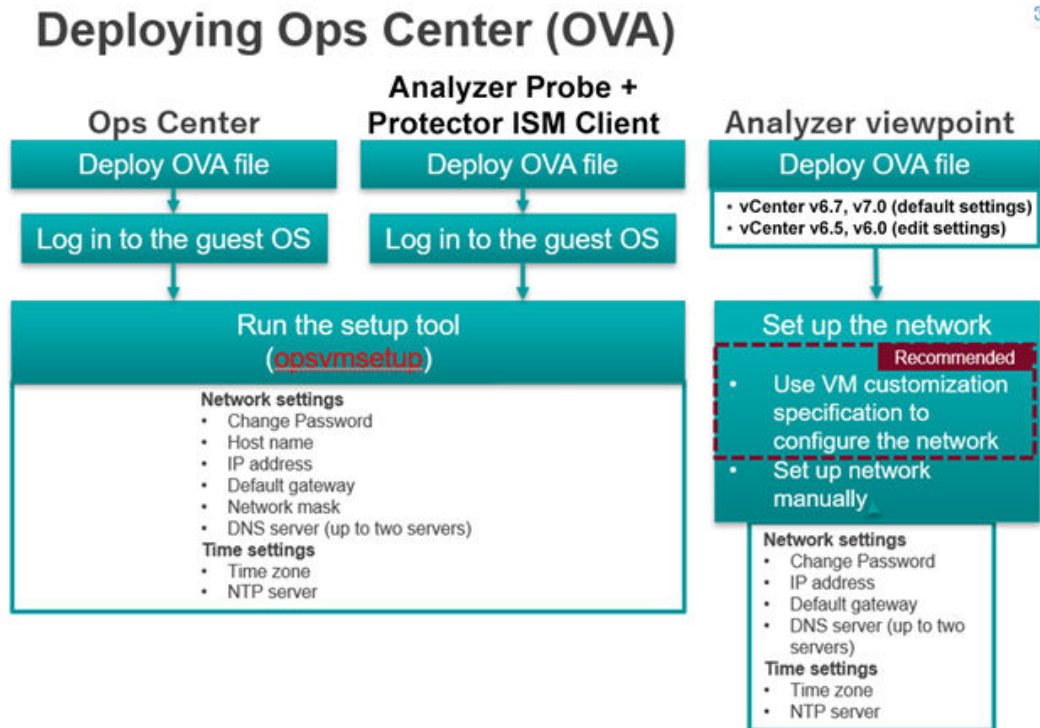 Deploying Ops Center (OVA)
Ops Center
Deploy OVA file
Log in to the guest OS
Analyzer Probe +
Protector ISM Client
Deploy OVA file
Log in to the guest OS
Run the setup tool
(opsvmsetup)
Network settings
• Change Password
• Host name
• IP address
• Default gateway
• Network mask
• DNS server (up to two servers)
Time settings
• Time zone
• NTP server
Analyzer viewpoint
Deploy OVA file
• vCenter v6.7, v7.0 (default settings)
• vCenter v6.5, v6.0 (edit settings)
Set up the network
Recommended
• Use VM customization
specification to
configure the network
• Set up network
manually
Network settings
• Change Password
• IP address
• Default gateway
• DNS server (up to two
servers)
Time settings
• Time zone
• NTP server